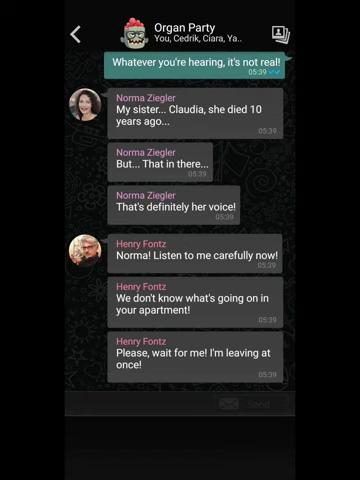 Organ Party
You, Cedrik, Ciara, Ya..
Whatever you're hearing, it's not real!
05:39
Norma Ziegler
My sister... Claudia, she died 10
years ago...
05:39
Norma Ziegler
But... That in there...
05:39
Norma Ziegler
That's definitely her voice!
05:39
Henry Fontz
Norma! Listen to me carefully now!
05:39
Henry Fontz
We don't know what's going on in
your apartment!
05:39
Henry Fontz
Please, wait for me! I'm leaving at
once!
05:39
Send